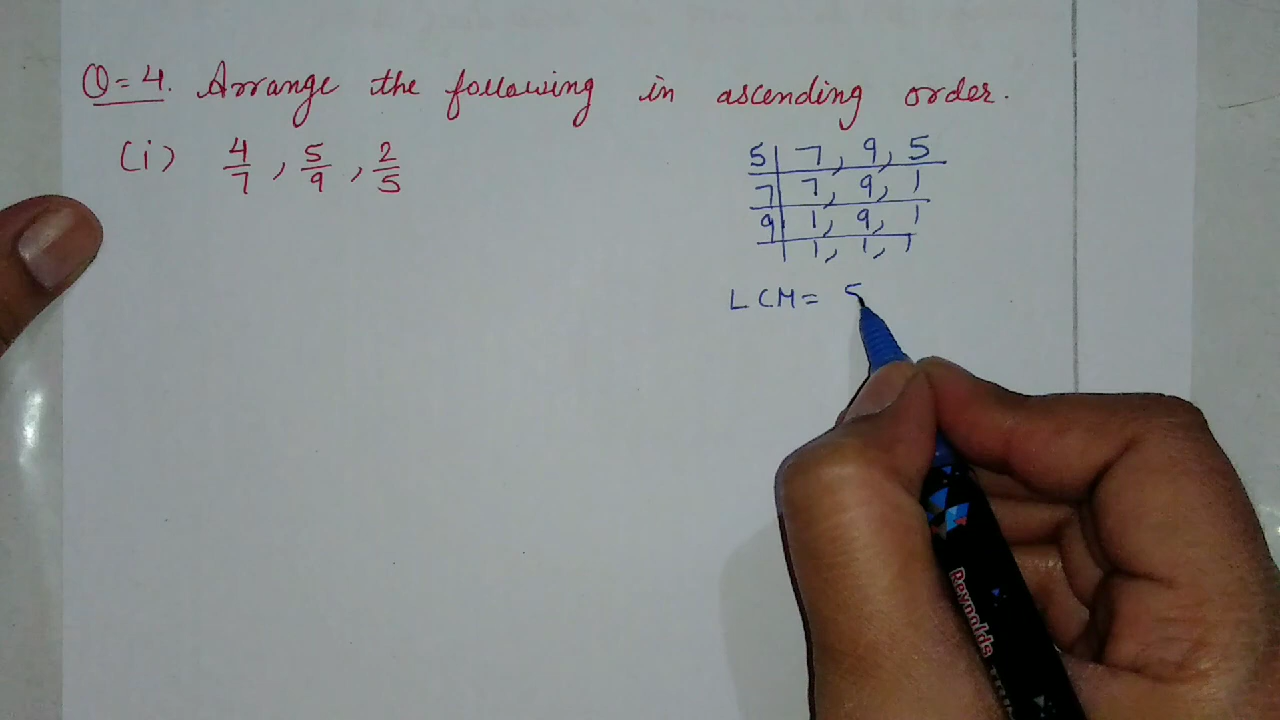 Q=4. Arrange the following in ascending order.
(i) 4/7, 5/9, 2/5
5 | 7, 9, 5
7 | 7, 9, 1
9 | 1, 9, 1
| 1, 1, 1
LCM = 5
Reynolds